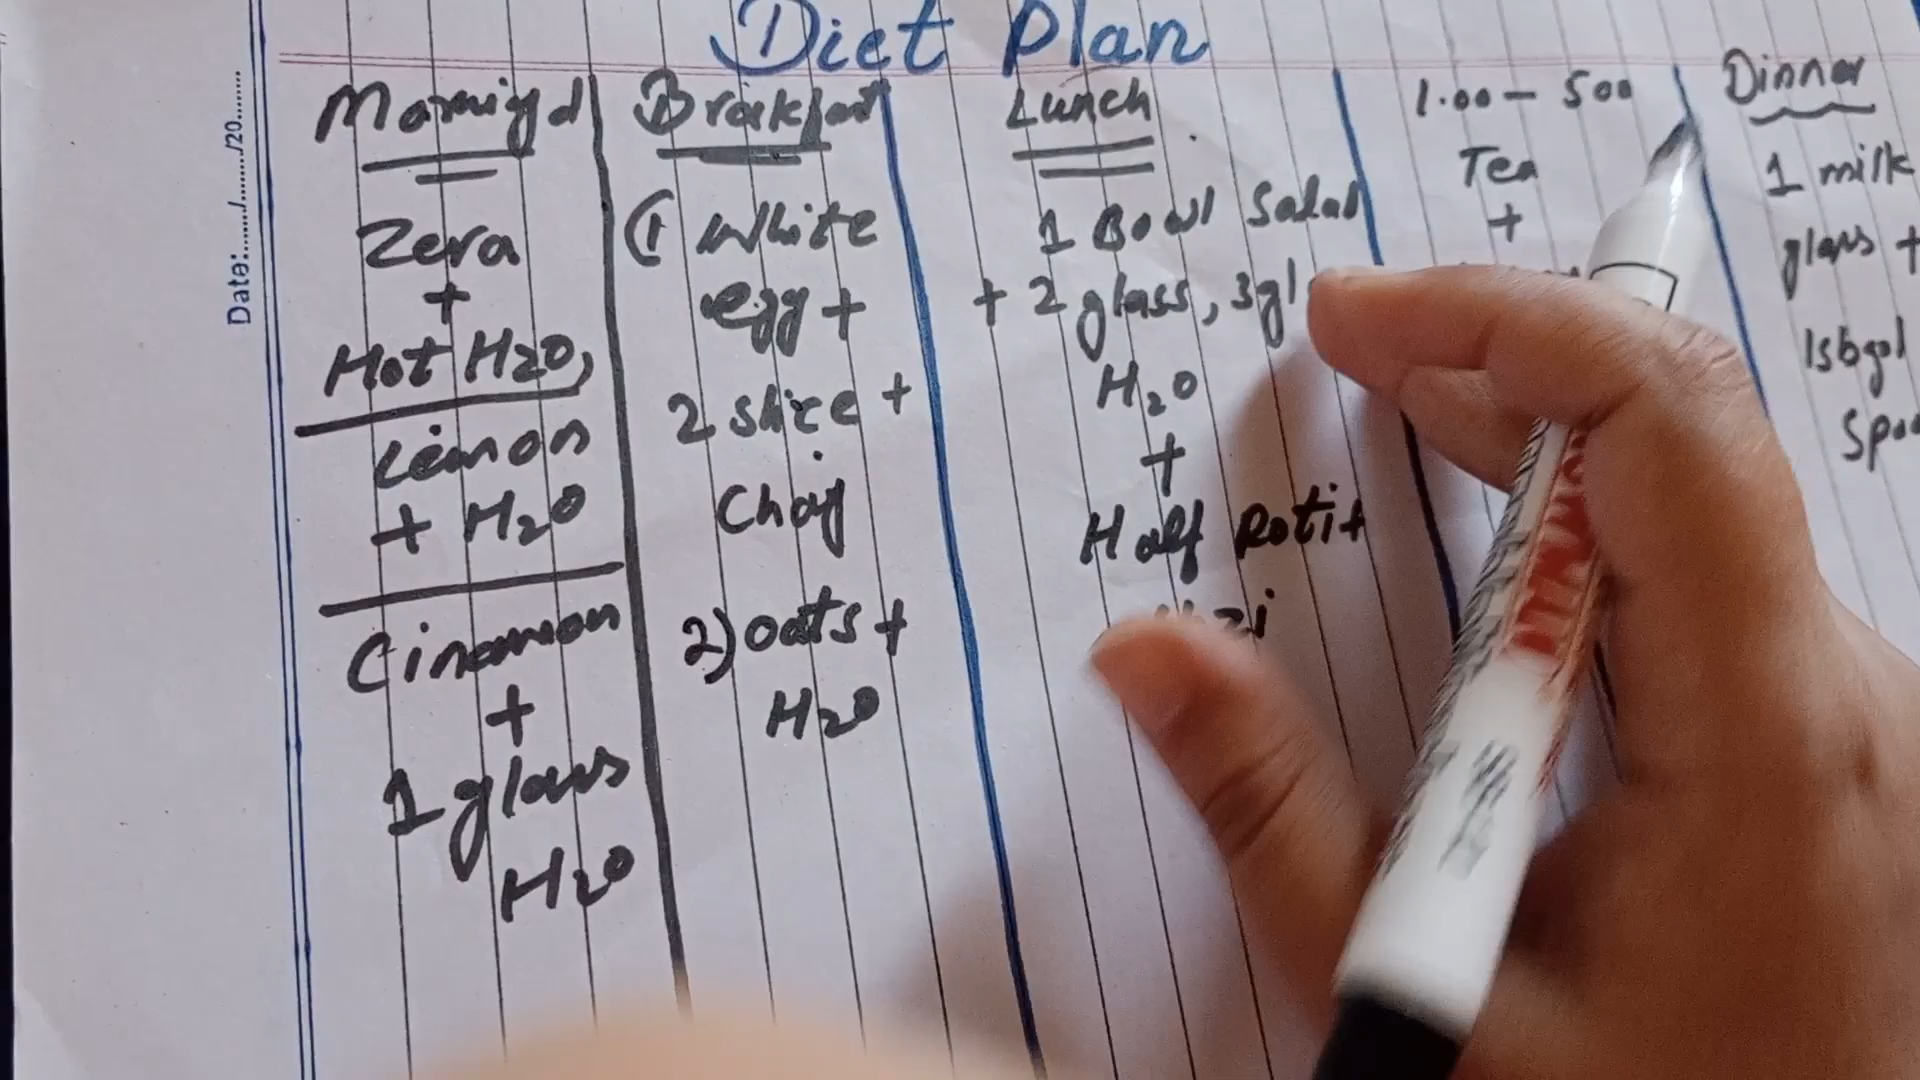 Diet Plan
Date:....../......../20........
Morning
Zera
+
Hot H2O,
Lemon
+ H2O
Cinamion
+
1 glass
H2O
Breakfast
(1 White
egg +
2 slice +
Chay
2) oats +
H2O
Lunch
1 Bowl Salad
+ 2 glass, 3gl
H2O
+
Half Roti+
1.00 - 500
Tea
+
Dinner
1 milk
glass +
Isbgol